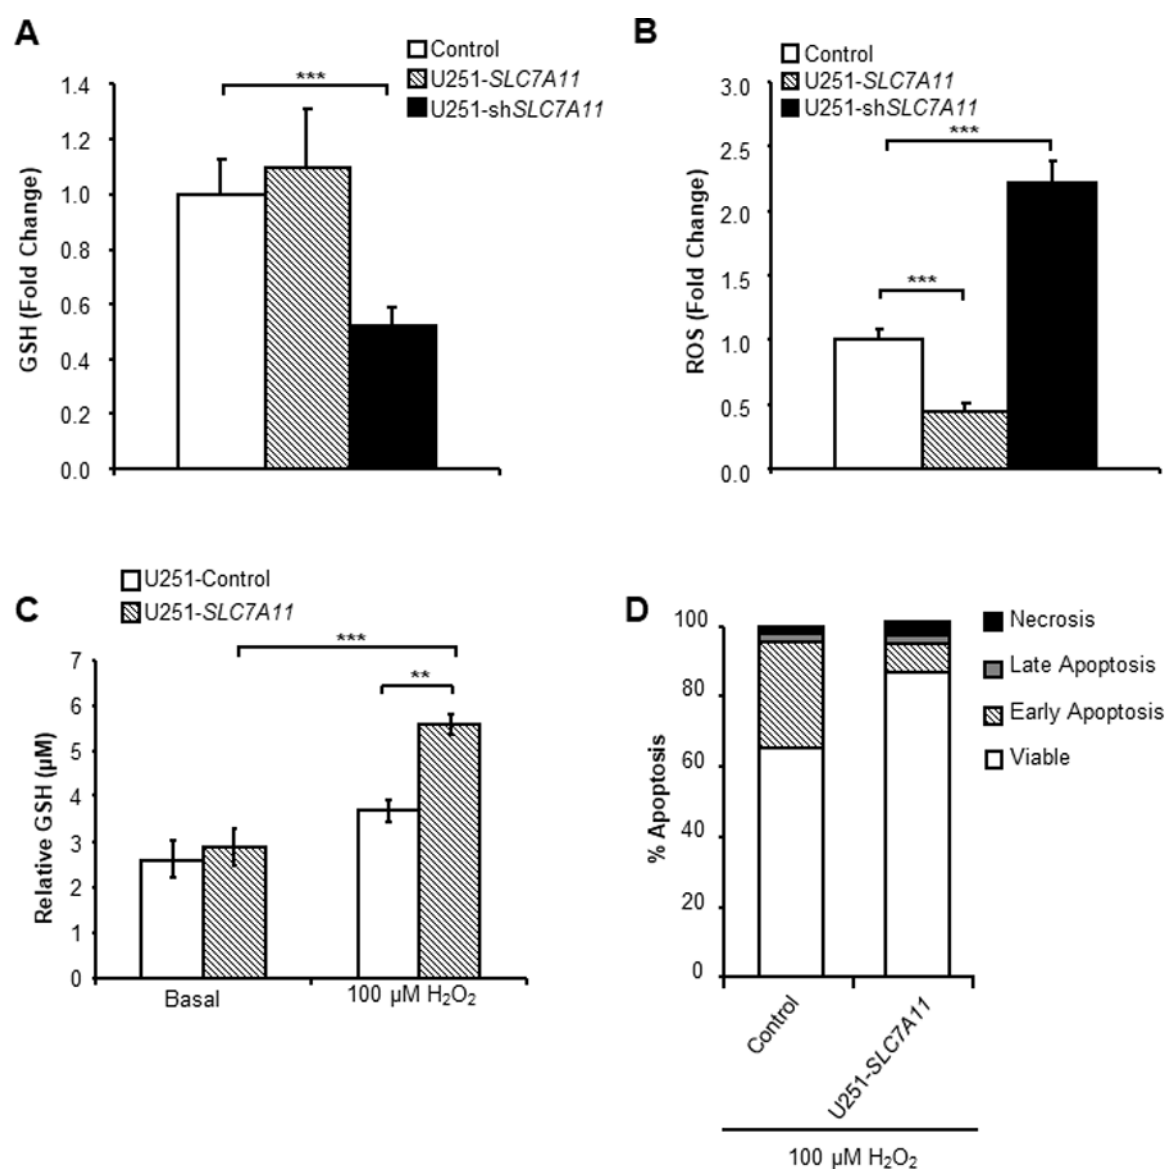 A
Control
U251-SLC7A11
U251-shSLC7A11
***
1.4
1.2
1.0
0.8
0.6
0.4
0.2
0.0
GSH (Fold Change)
B
Control
U251-SLC7A11
U251-shSLC7A11
***
***
3.0
2.5
2.0
1.5
1.0
0.5
0.0
ROS (Fold Change)
C
U251-Control
U251-SLC7A11
***
**
7
6
5
4
3
2
1
0
Relative GSH (µM)
Basal
100 µM H₂O₂
D
100
80
60
40
20
0
% Apoptosis
Necrosis
Late Apoptosis
Early Apoptosis
Viable
Control
U251-SLC7A11
100 µM H₂O₂